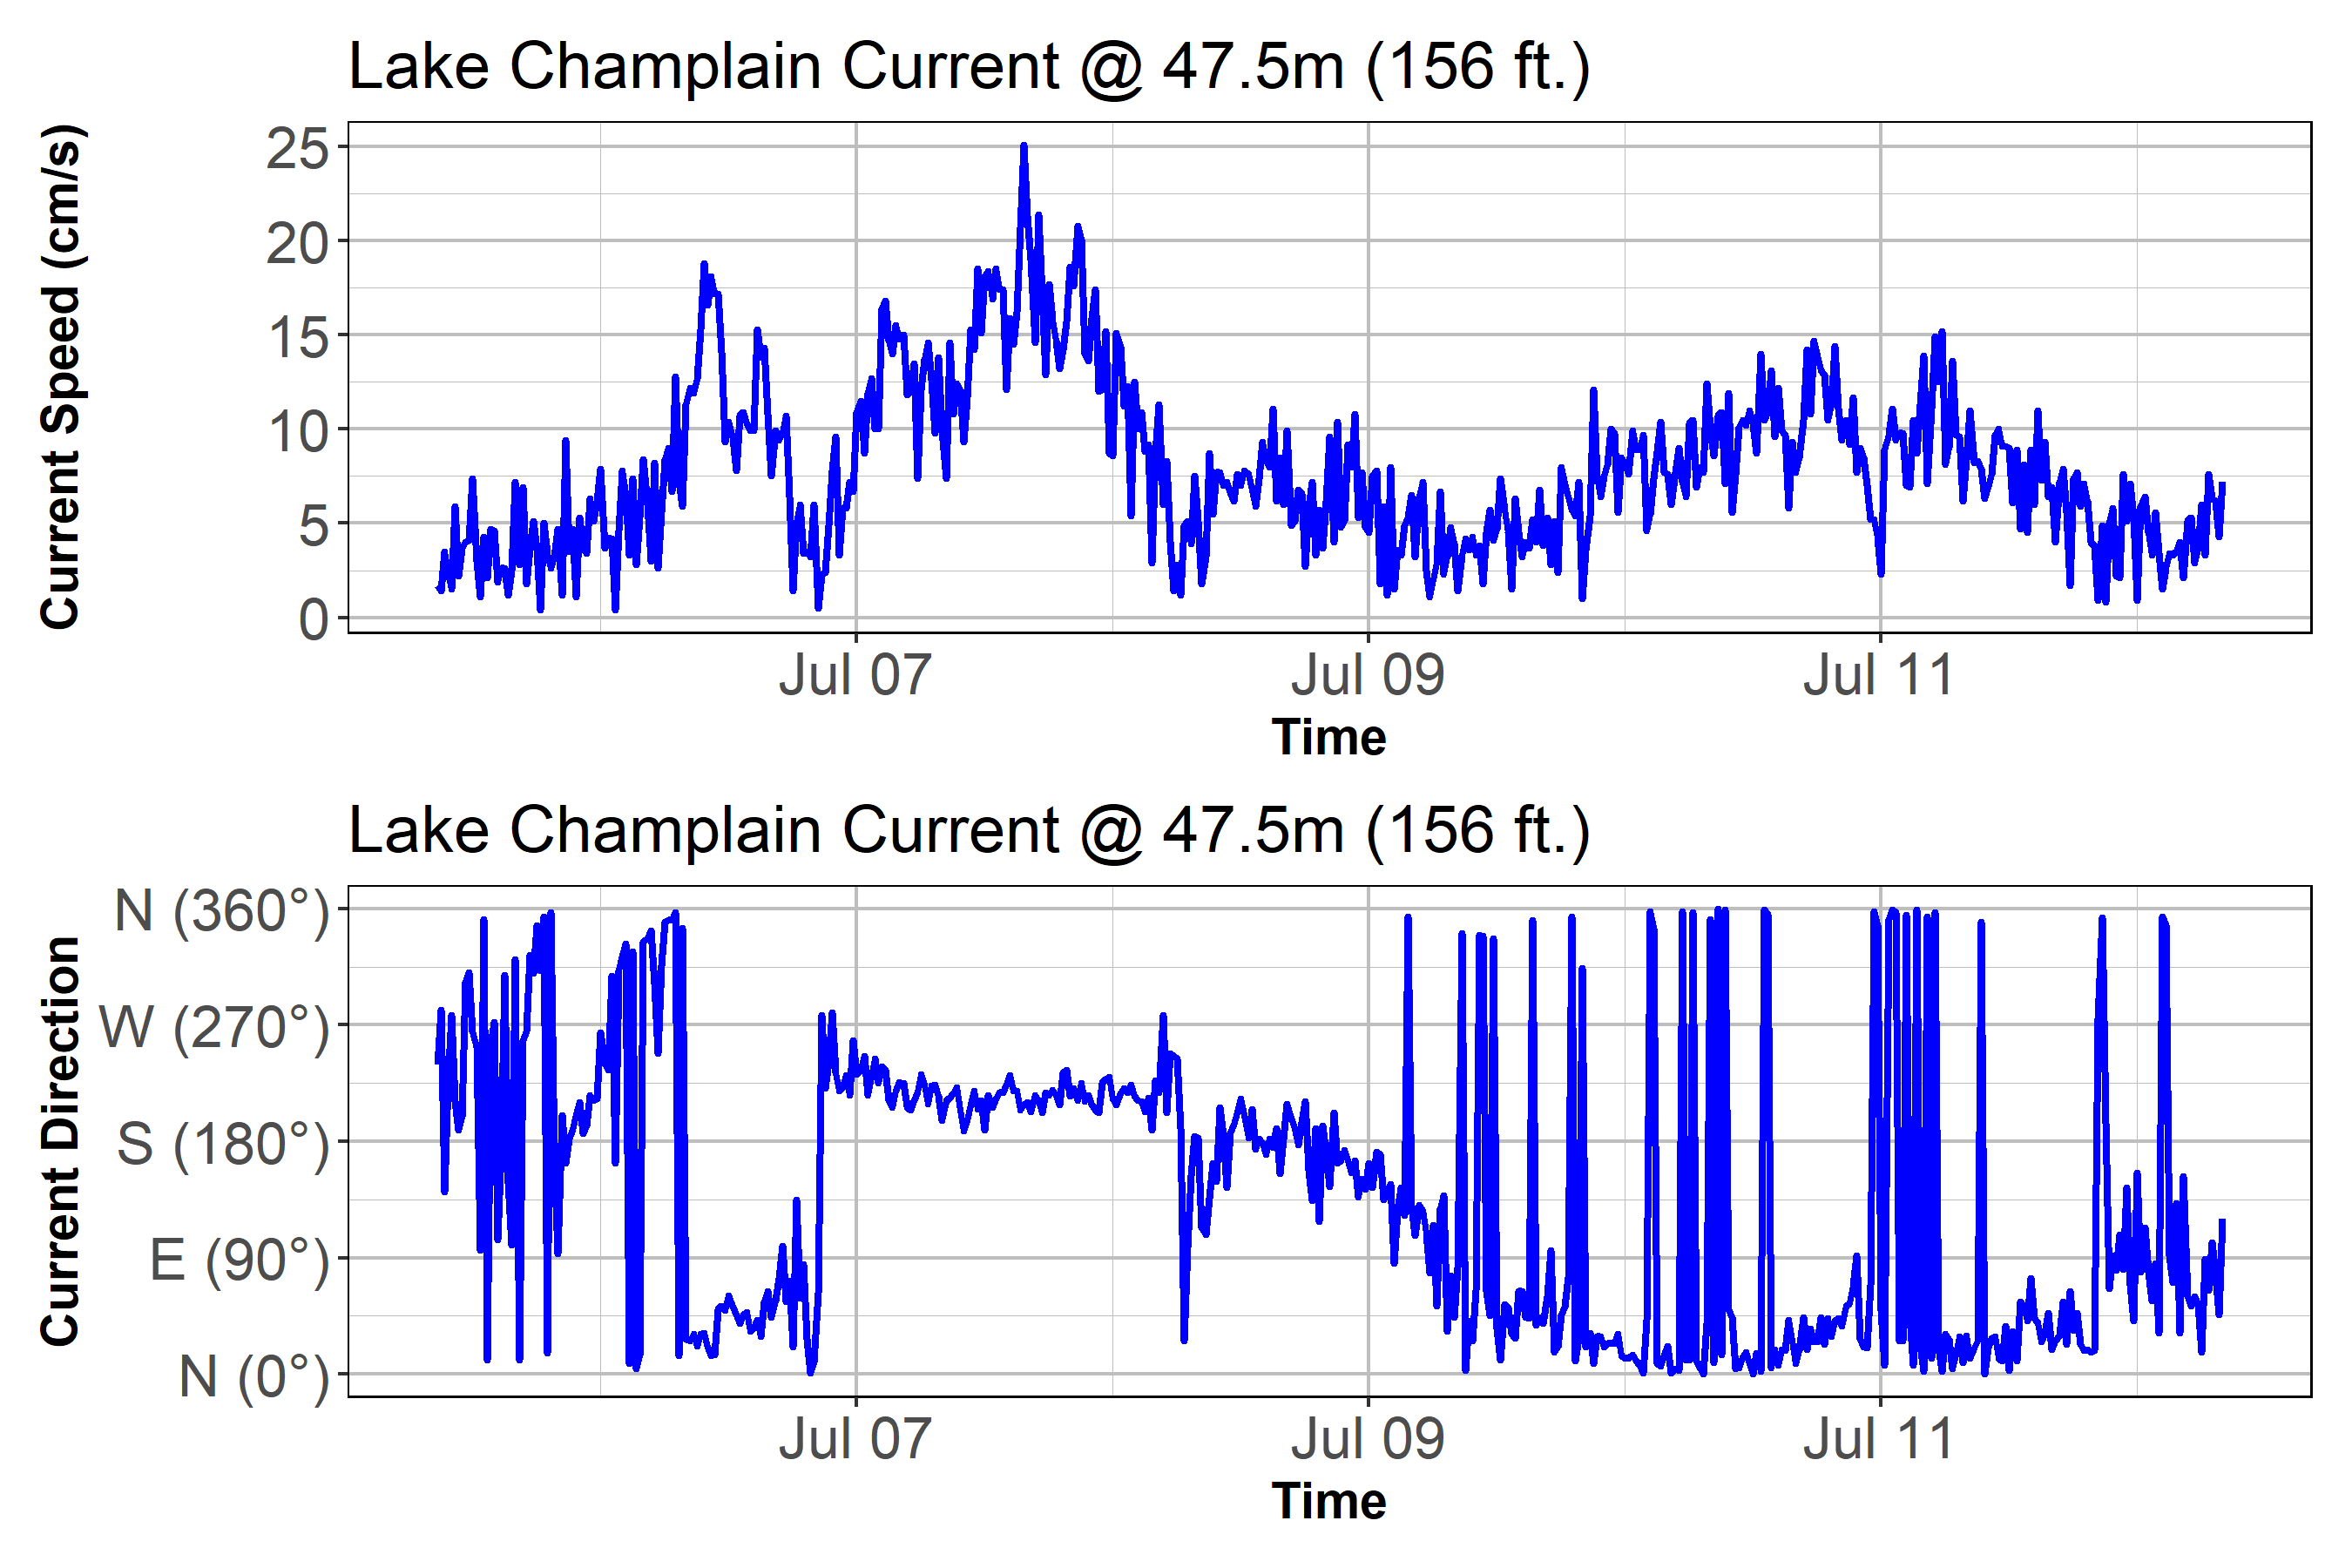 Lake Champlain Current @ 47.5m (156 ft.)
Current Speed (cm/s)
25
20
15
10
5
0
Jul 07 Jul 09 Jul 11
Time
Lake Champlain Current @ 47.5m (156 ft.)
Current Direction
N (360°)
W (270°)
S (180°)
E (90°)
N (0°)
Jul 07 Jul 09 Jul 11
Time